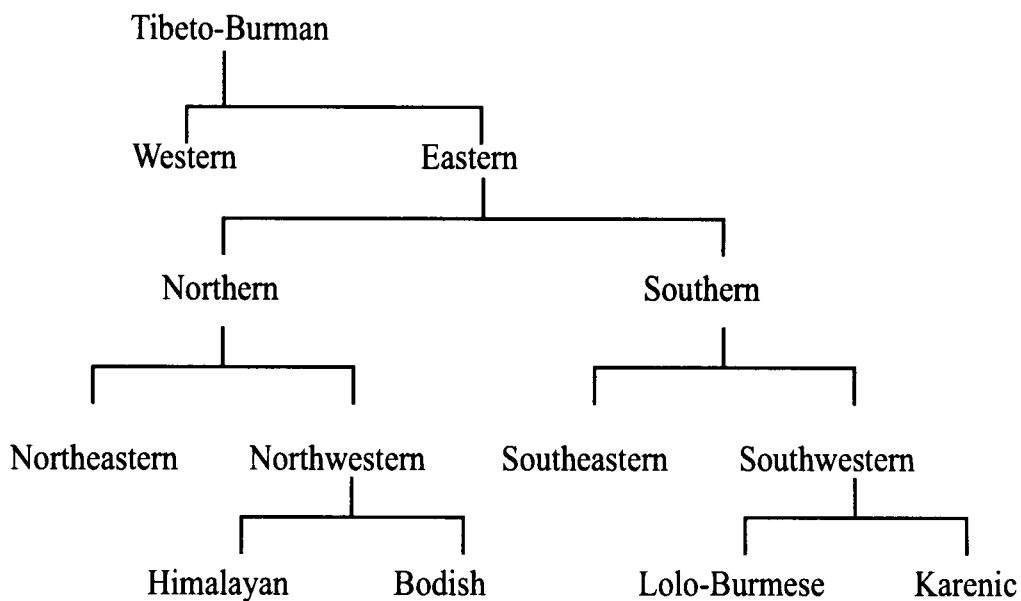 Tibeto-Burman
Western Eastern
Northern Southern
Northeastern Northwestern Southeastern Southwestern
Himalayan Bodish Lolo-Burmese Karenic